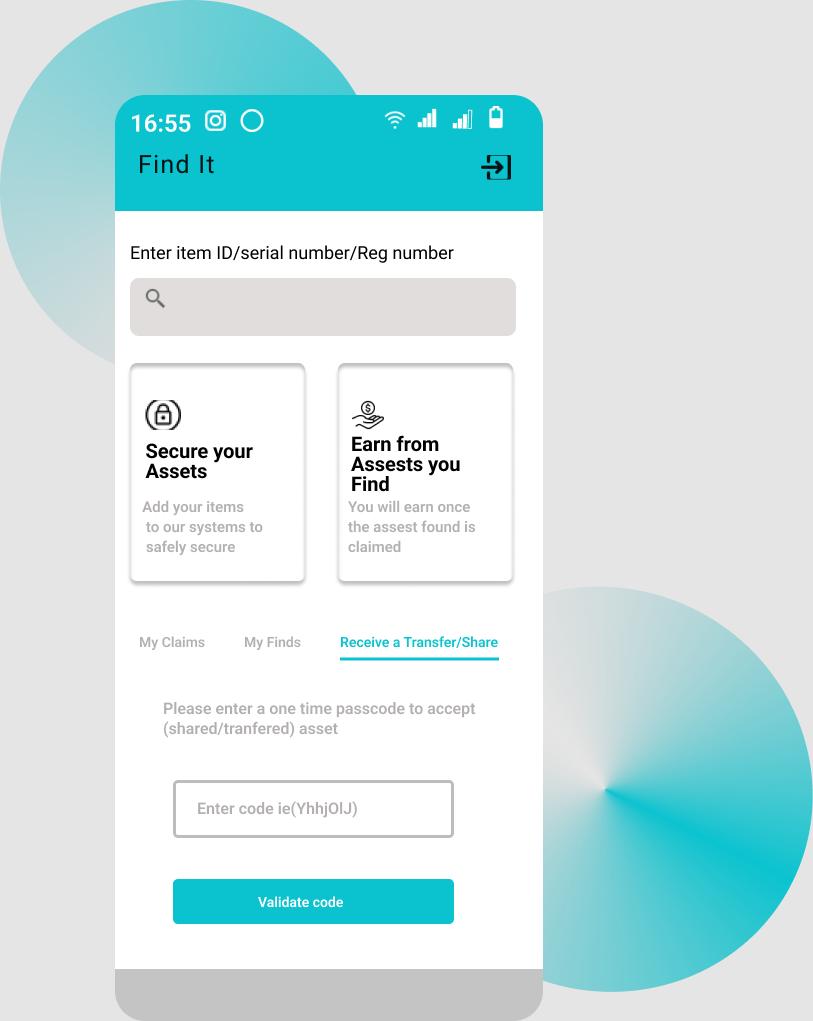 16:55
Find It
Enter item ID/serial number/Reg number
Secure your
Assets
Add your items
to our systems to
safely secure
Earn from
Assests you
Find
You will earn once
the assest found is
claimed
My Claims
My Finds
Receive a Transfer/Share
Please enter a one time passcode to accept
(shared/tranfered) asset
Enter code ie(YhhjOlJ)
Validate code